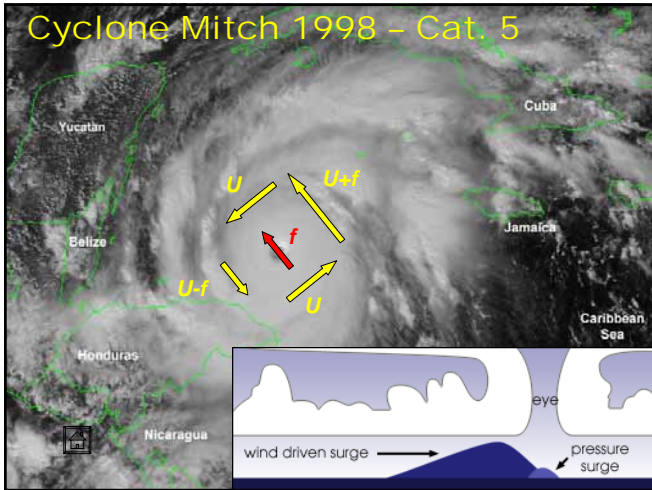 Cyclone Mitch 1998 – Cat. 5
Cuba
Yucatan
U
U+f
Jamaica
Belize
f
U-f
U
Caribbean
Sea
Honduras
Nicaragua
eye
wind driven surge
pressure
surge